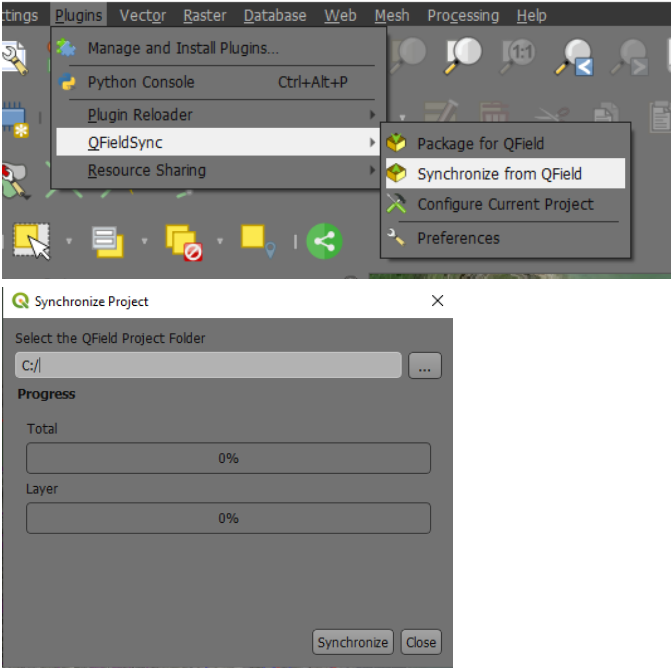 ttings Plugins Vector Raster Database Web Mesh Processing Help
Manage and Install Plugins...
Python Console Ctrl+Alt+P
Plugin Reloader
QFieldSync
Resource Sharing
Package for QField
Synchronize from QField
Configure Current Project
Preferences
1:1
Synchronize Project
Select the QField Project Folder
C:/
...
Progress
Total
0%
Layer
0%
Synchronize Close